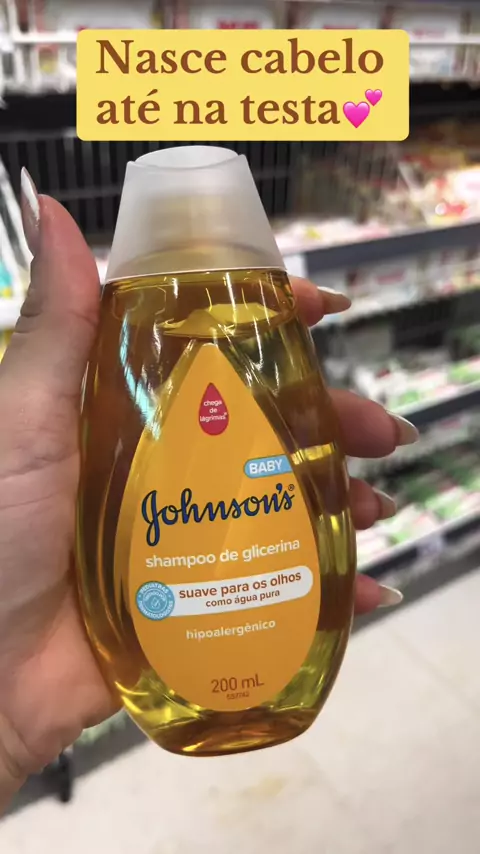 Nasce cabelo
até na testa💕
chega
de
lágrimas
BABY
Johnson's®
shampoo de glicerina
suave para os olhos
como água pura
hipoalergênico
200 mL